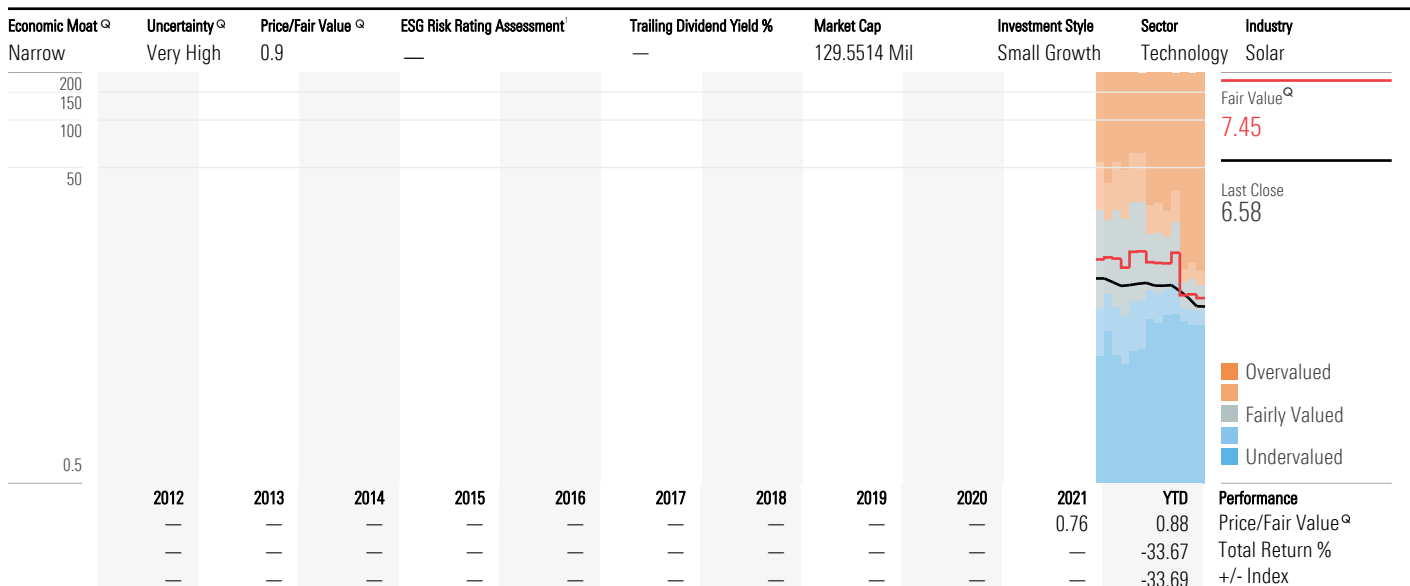 Economic Moat Q Uncertainty Q Price/Fair Value Q ESG Risk Rating Assessment¹ Trailing Dividend Yield % Market Cap Investment Style Sector Industry
Narrow Very High 0.9 — — 129.5514 Mil Small Growth Technology Solar
200
150
100
50
0.5
Fair Value Q
7.45
Last Close
6.58
Overvalued
Fairly Valued
Undervalued
2012 2013 2014 2015 2016 2017 2018 2019 2020 2021 YTD Performance
— — — — — — — — — 0.76 0.88 Price/Fair Value Q
— — — — — — — — — — -33.67 Total Return %
— — — — — — — — — — -33.69 +/- Index